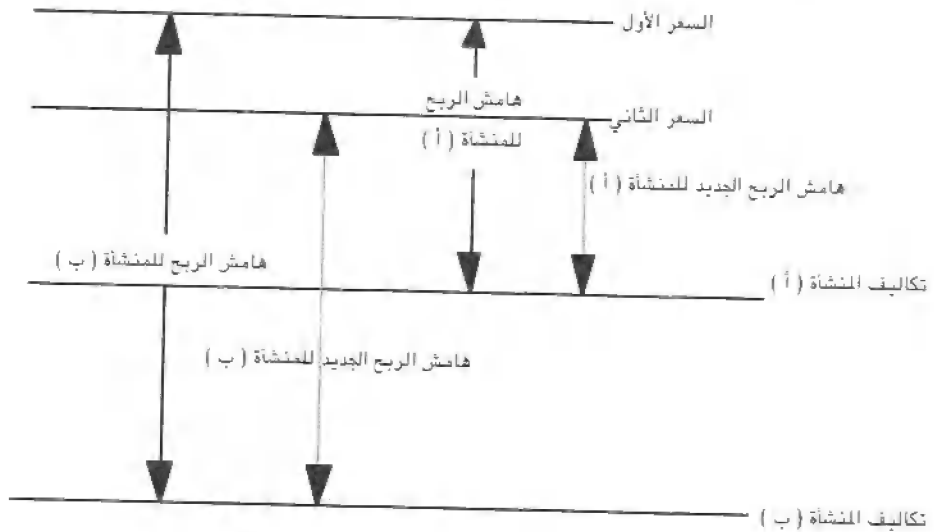 السعر الأول
هامش الربح
السعر الثاني
للمنشأة ( أ )
هامش الربح الجديد للمنشأة ( أ )
هامش الربح للمنشأة ( ب )
تكاليف المنشأة ( أ )
هامش الربح الجديد للمنشأة ( ب )
تكاليف المنشأة ( ب )